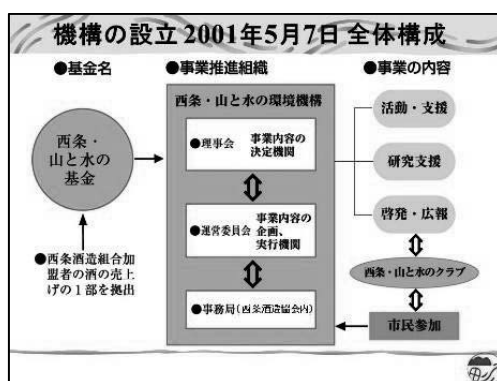 機構の設立 2001年5月7日 全体構成
●基金名
●事業推進組織
●事業の内容
西条・
山と水の
基金
●西条酒造組合加
盟者の酒の売上
げの1部を拠出
西条・山と水の環境機構
●理事会 事業内容の
決定機関
●運営委員会 事業内容の
企画、
実行機関
●事務局(西条酒造協会内)
活動・支援
研究支援
啓発・広報
西条・山と水のクラブ
市民参加